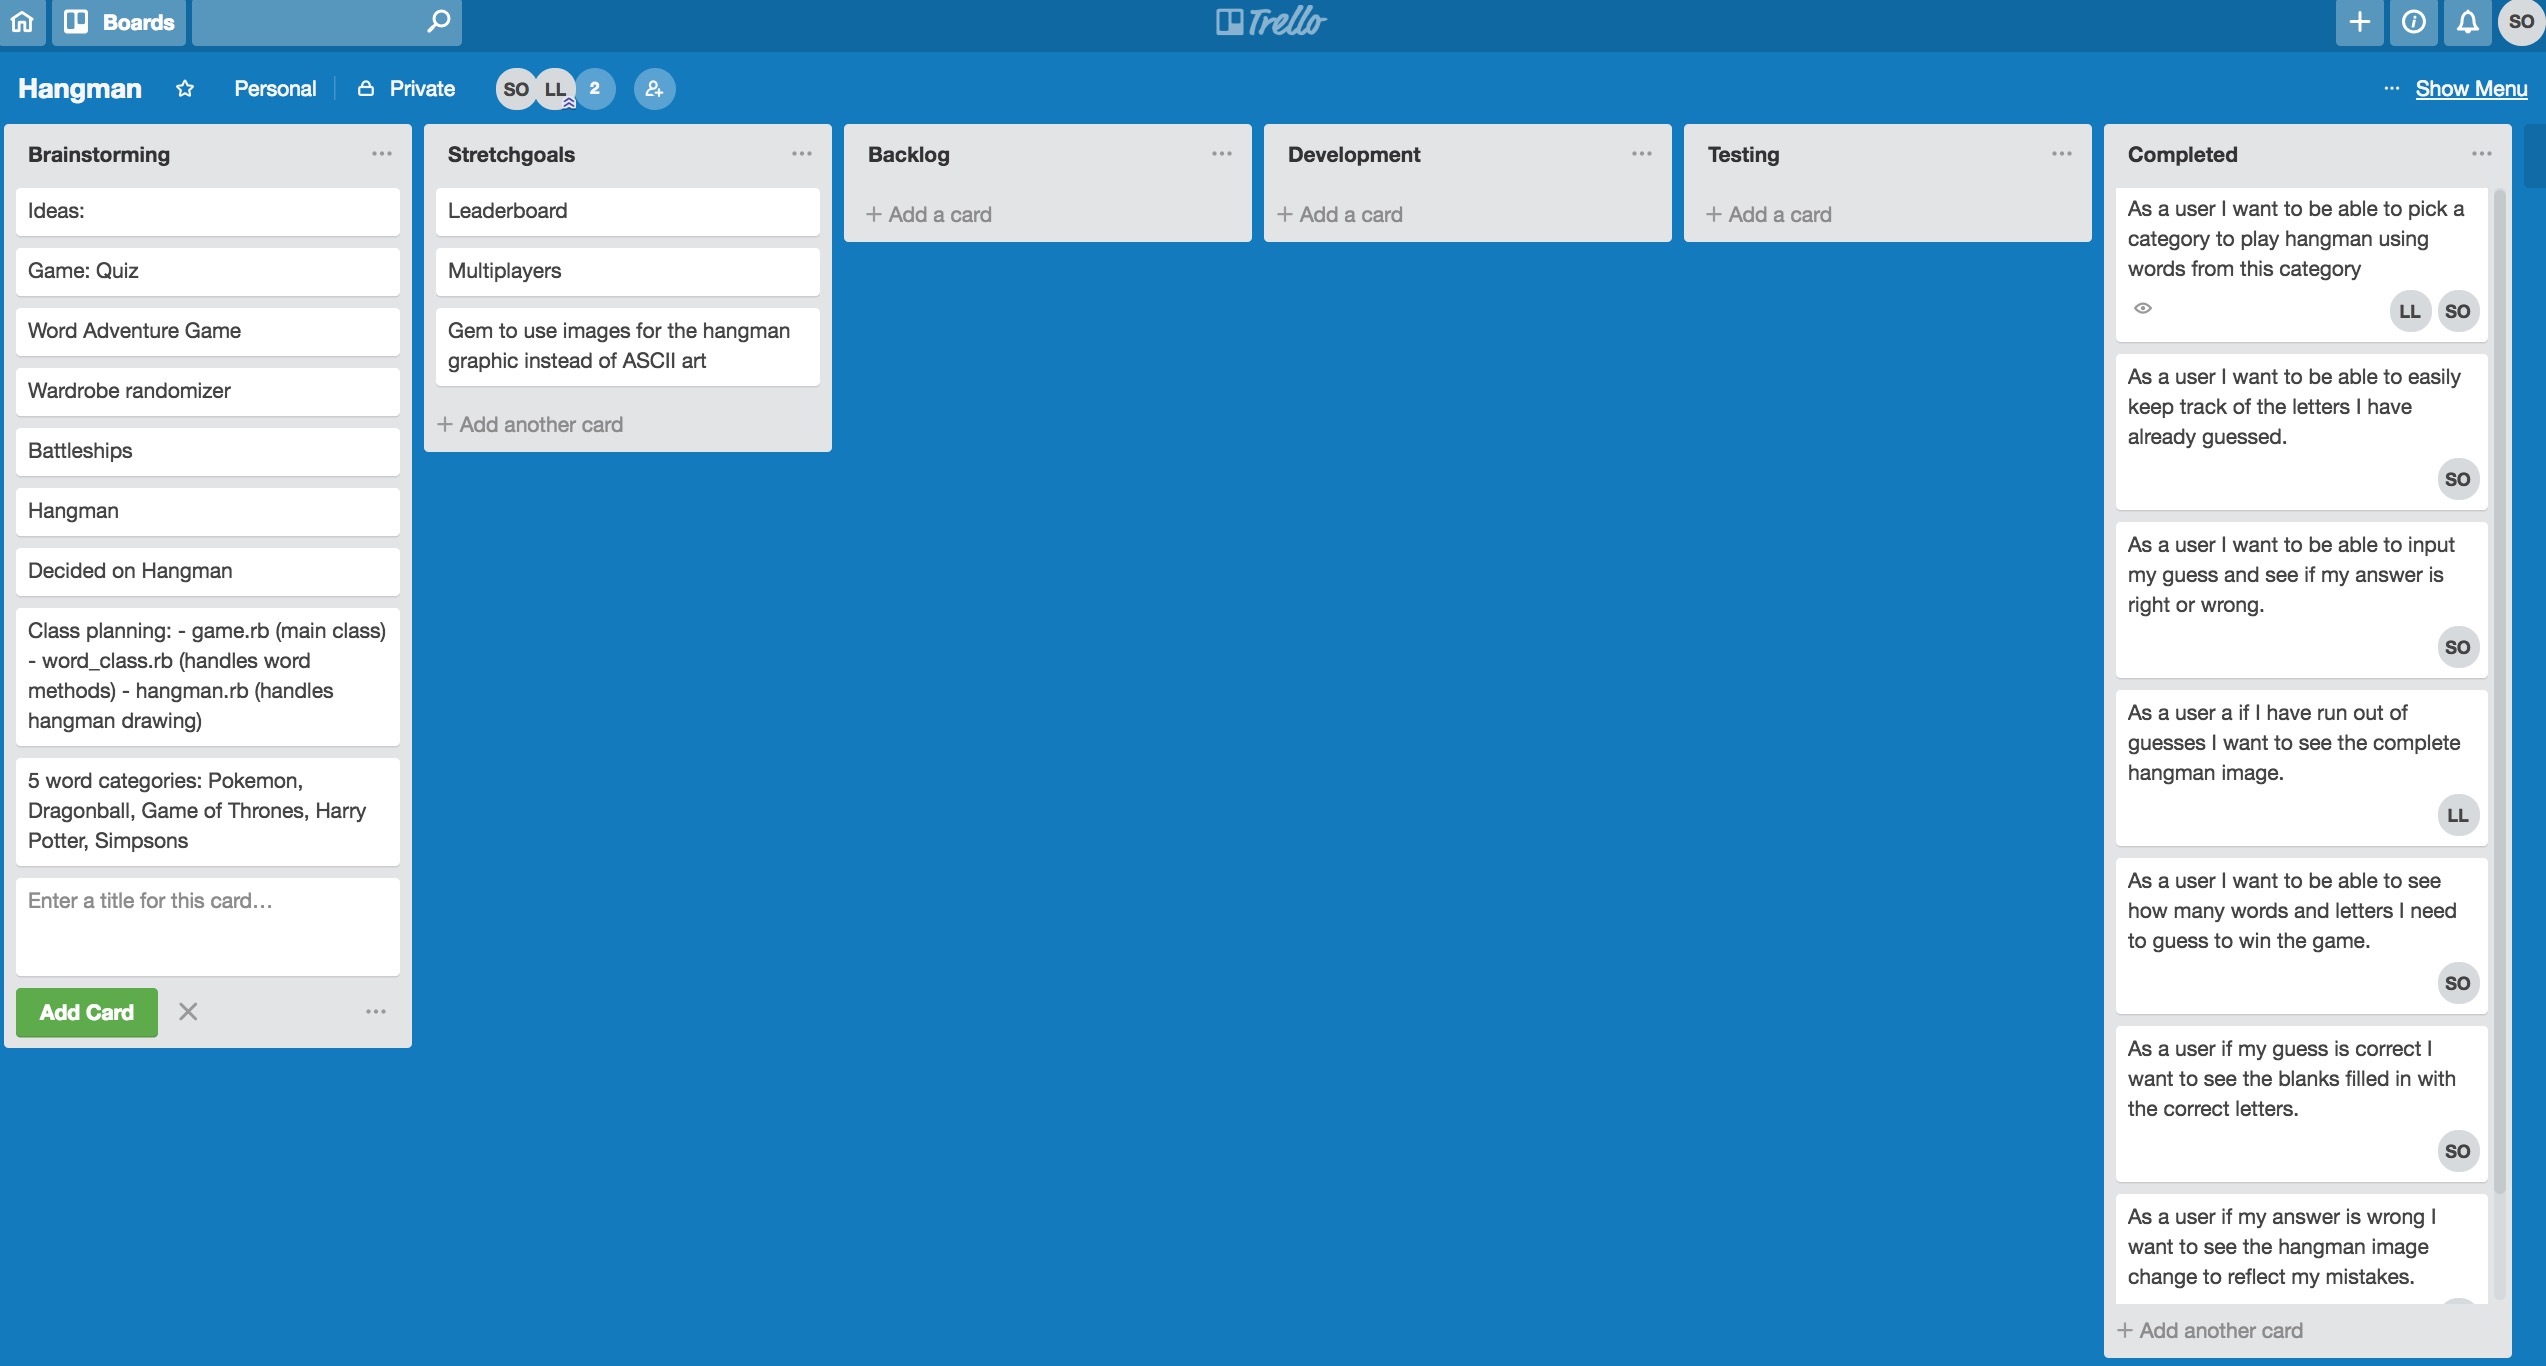 Boards
Trello
SO
Hangman
Personal
Private
SO
LL
2
... Show Menu
Brainstorming ...
Ideas:
Game: Quiz
Word Adventure Game
Wardrobe randomizer
Battleships
Hangman
Decided on Hangman
Class planning: - game.rb (main class)
- word_class.rb (handles word
methods) - hangman.rb (handles
hangman drawing)
5 word categories: Pokemon,
Dragonball, Game of Thrones, Harry
Potter, Simpsons
Enter a title for this card…
Add Card
...
Stretchgoals ...
Leaderboard
Multiplayers
Gem to use images for the hangman
graphic instead of ASCII art
+ Add another card
Backlog ...
+ Add a card
Development ...
+ Add a card
Testing ...
+ Add a card
Completed ...
As a user I want to be able to pick a
category to play hangman using
words from this category
LL SO
As a user I want to be able to easily
keep track of the letters I have
already guessed.
SO
As a user I want to be able to input
my guess and see if my answer is
right or wrong.
SO
As a user a if I have run out of
guesses I want to see the complete
hangman image.
LL
As a user I want to be able to see
how many words and letters I need
to guess to win the game.
SO
As a user if my guess is correct I
want to see the blanks filled in with
the correct letters.
SO
As a user if my answer is wrong I
want to see the hangman image
change to reflect my mistakes.
+ Add another card